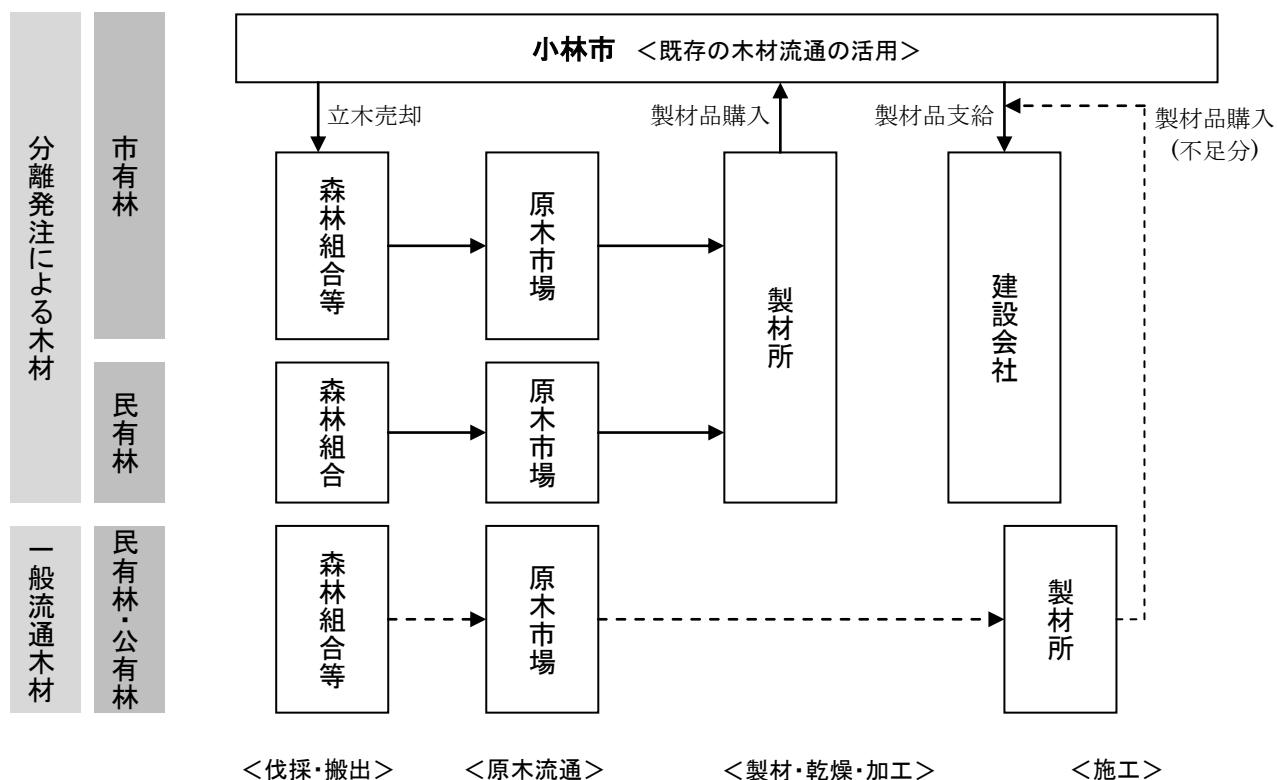 小林市 ＜既存の木材流通の活用＞
立木売却
製材品購入
製材品支給
製材品購入
(不足分)
分離発注による木材
市有林
森林組合等
原木市場
製材所
建設会社
民有林
森林組合
原木市場
一般流通木材
民有林・公有林
森林組合等
原木市場
製材所
＜伐採・搬出＞
＜原木流通＞
＜製材・乾燥・加工＞
＜施工＞